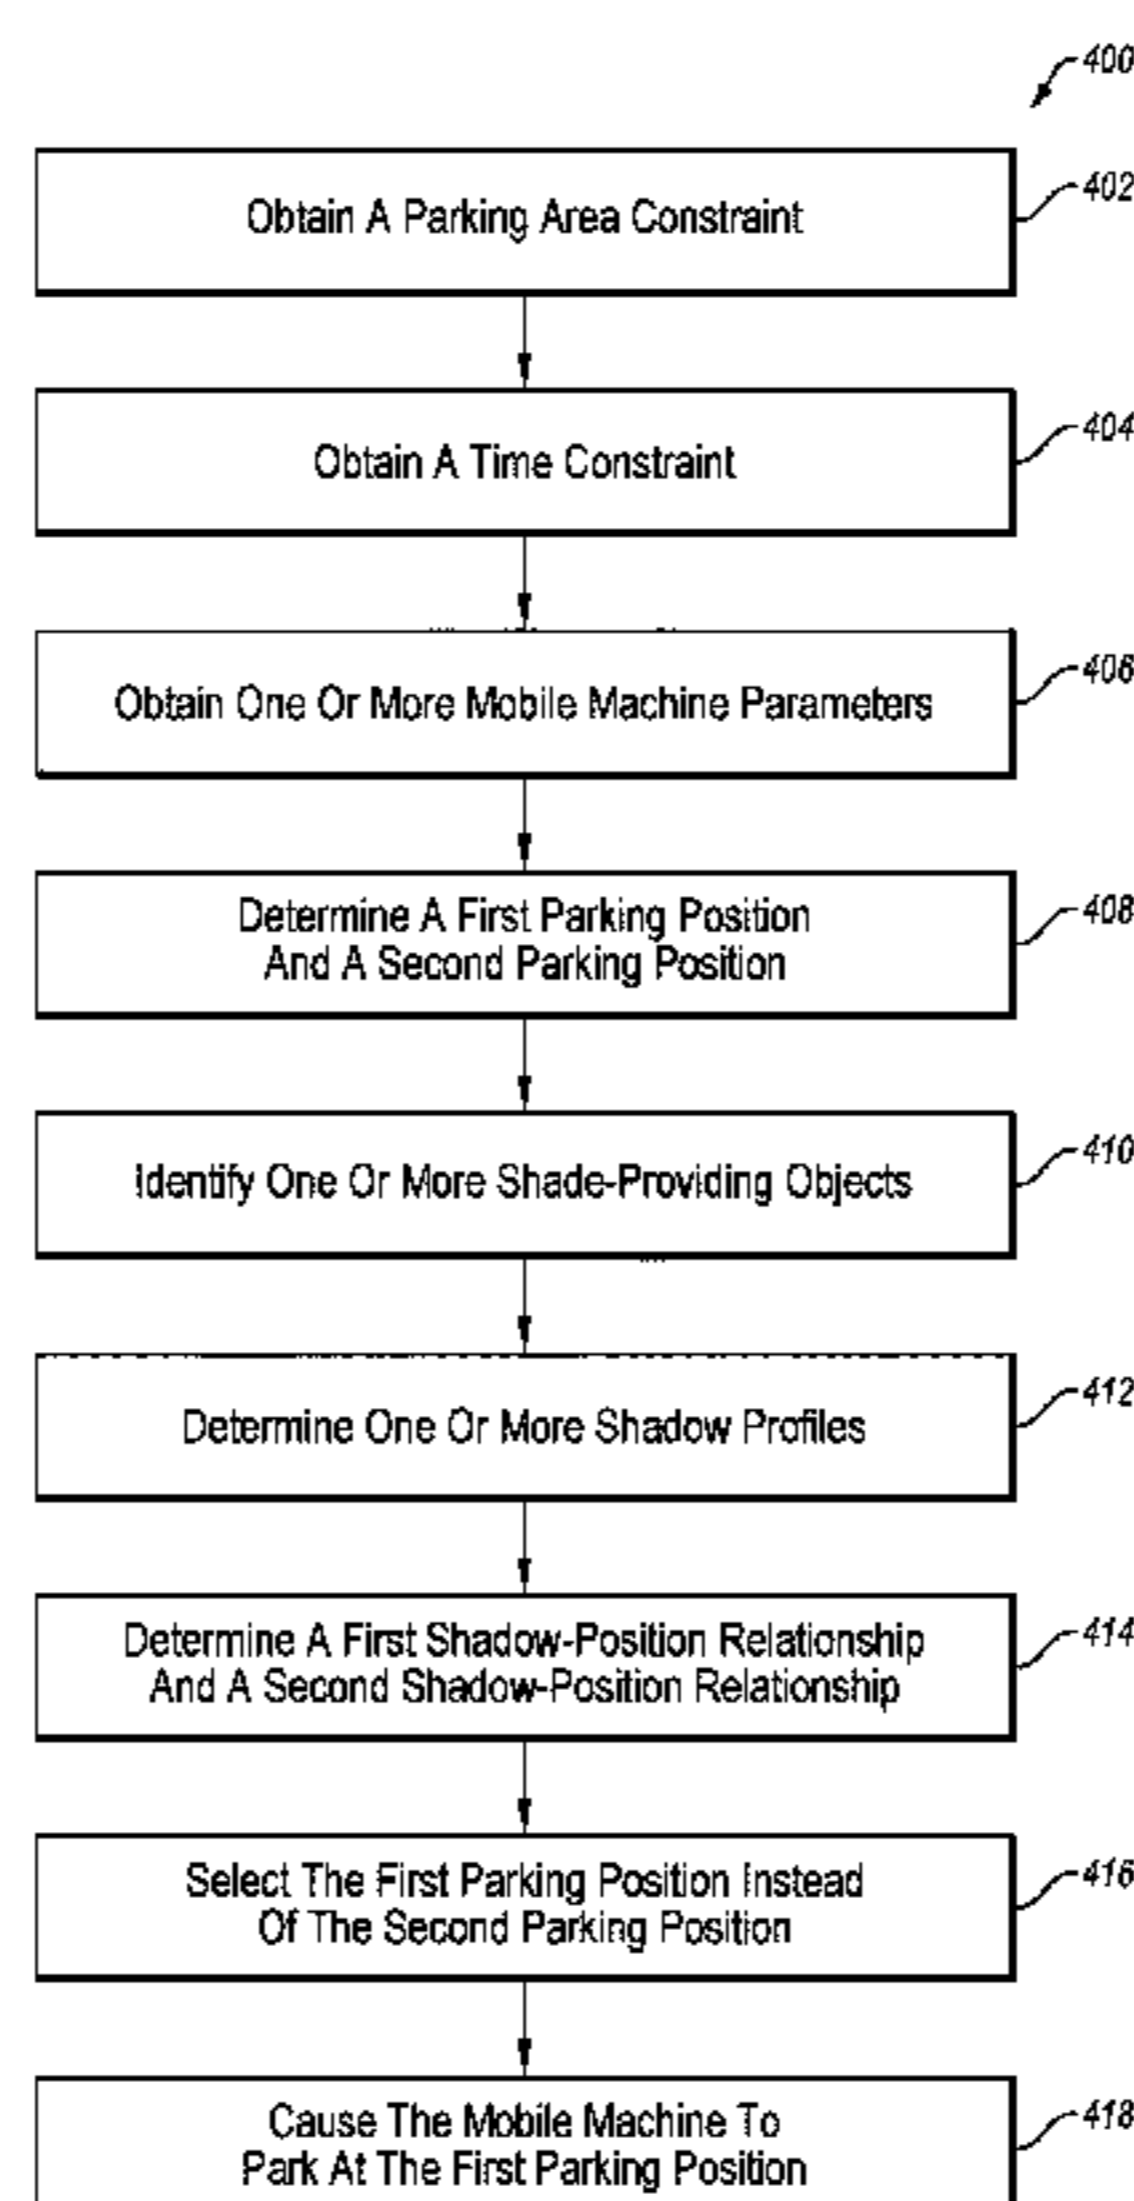 400
Obtain A Parking Area Constraint
402
Obtain A Time Constraint
404
Obtain One Or More Mobile Machine Parameters
406
Determine A First Parking Position
And A Second Parking Position
408
Identify One Or More Shade-Providing Objects
410
Determine One Or More Shadow Profiles
412
Determine A First Shadow-Position Relationship
And A Second Shadow-Position Relationship
414
Select The First Parking Position Instead
Of The Second Parking Position
416
Cause The Mobile Machine To
Park At The First Parking Position
418